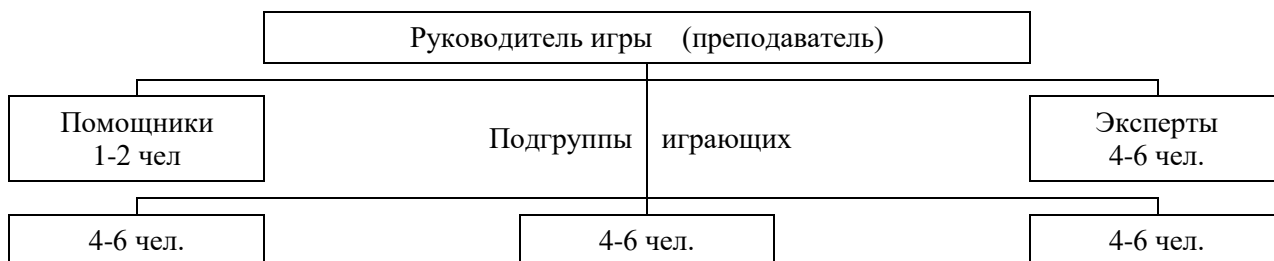 Руководитель игры (преподаватель)
Помощники
1-2 чел
Подгруппы играющих
Эксперты
4-6 чел.
4-6 чел.
4-6 чел.
4-6 чел.